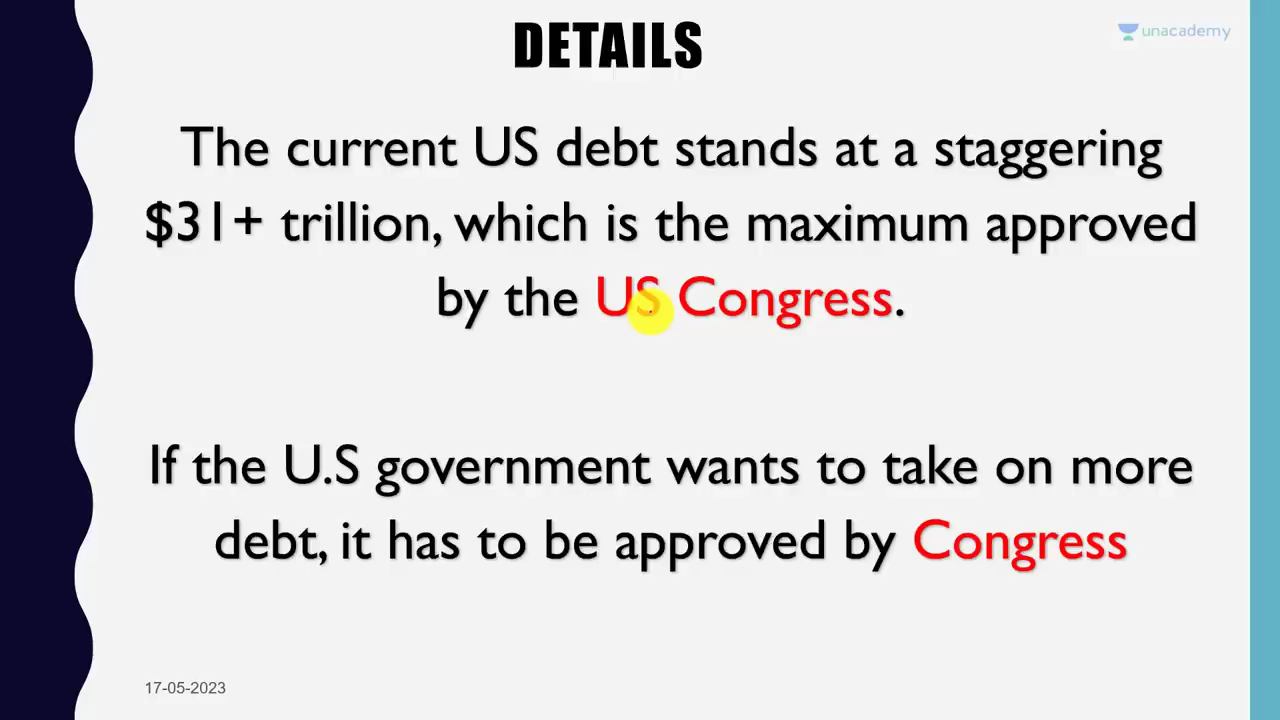 DETAILS
unacademy
The current US debt stands at a staggering
$31+ trillion, which is the maximum approved
by the US Congress.
If the U.S government wants to take on more
debt, it has to be approved by Congress
17-05-2023